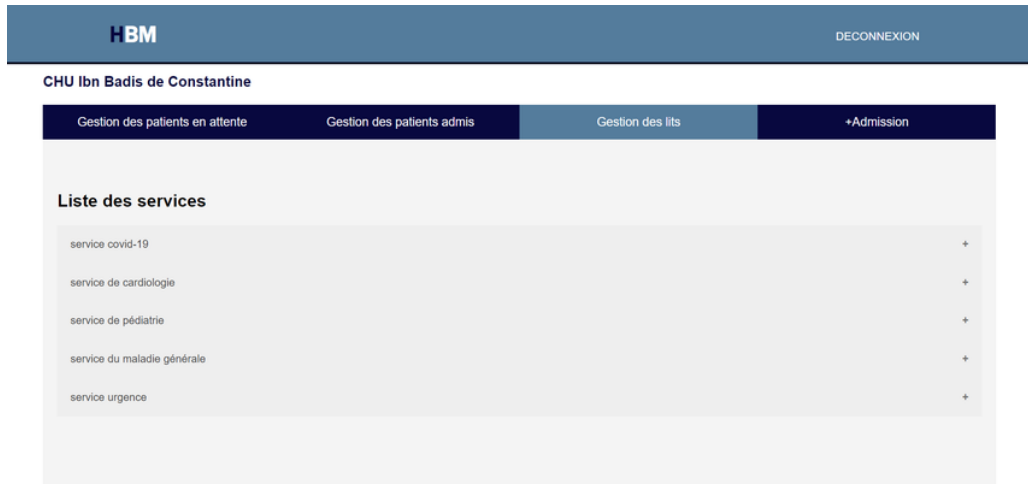 HBM
DECONNEXION
CHU Ibn Badis de Constantine
Gestion des patients en attente
Gestion des patients admis
Gestion des lits
+Admission
Liste des services
service covid-19 +
service de cardiologie +
service de pédiatrie +
service du maladie générale +
service urgence +